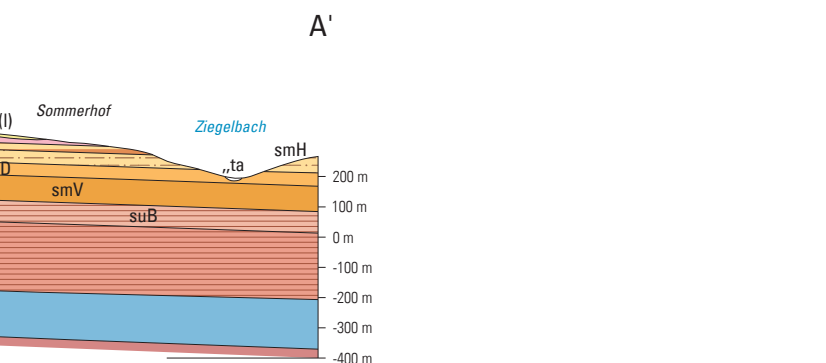 A'
(l)
Sommerhof
Ziegelbach
smH
„ta
D
smV
suB
200 m
100 m
0 m
-100 m
-200 m
-300 m
-400 m